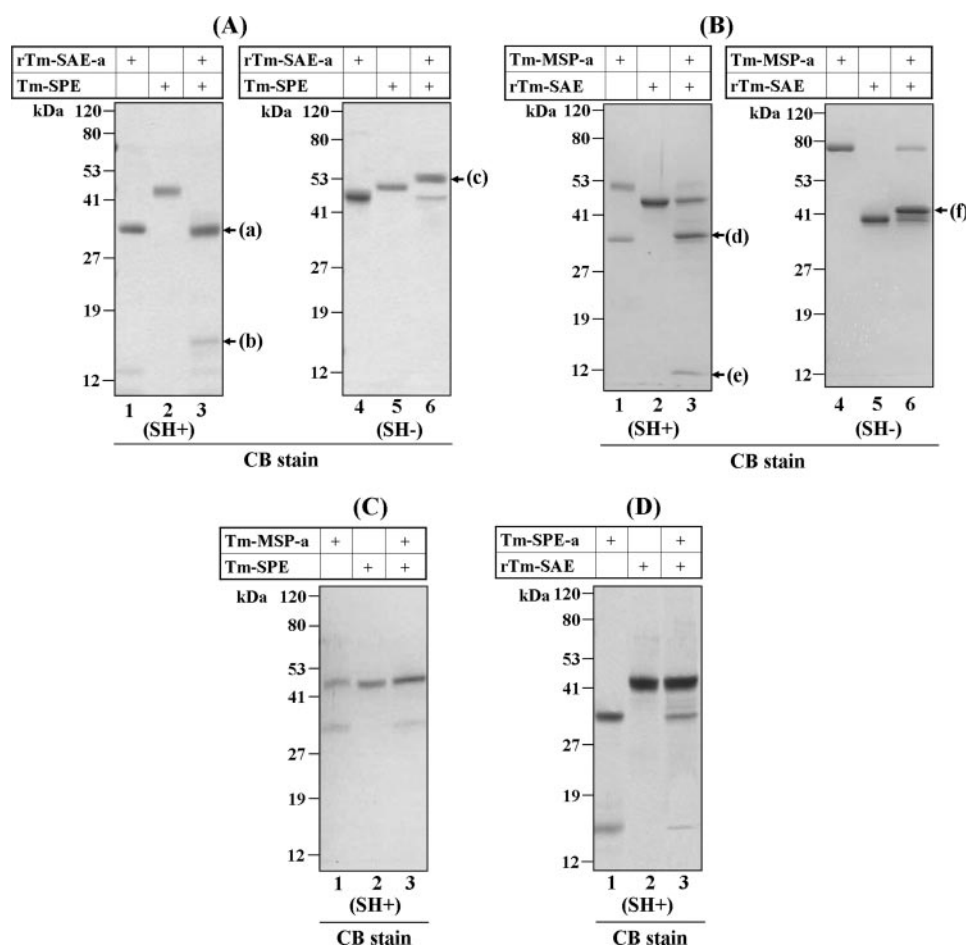 (A)
rTm-SAE-a + +
Tm-SPE + +
kDa
120
80
53
41
27
19
12
(a)
(b)
1 2 3
(SH+)
rTm-SAE-a + +
Tm-SPE + +
kDa
120
80
53
41
27
19
12
(c)
4 5 6
(SH-)
CB stain
(B)
Tm-MSP-a + +
rTm-SAE + +
kDa
120
80
53
41
27
19
12
(d)
(e)
1 2 3
(SH+)
Tm-MSP-a + +
rTm-SAE + +
kDa
120
80
53
41
27
19
12
(f)
4 5 6
(SH-)
CB stain
(C)
Tm-MSP-a + +
Tm-SPE + +
kDa
120
80
53
41
27
19
12
1 2 3
(SH+)
CB stain
(D)
Tm-SPE-a + +
rTm-SAE + +
kDa
120
80
53
41
27
19
12
1 2 3
(SH+)
CB stain